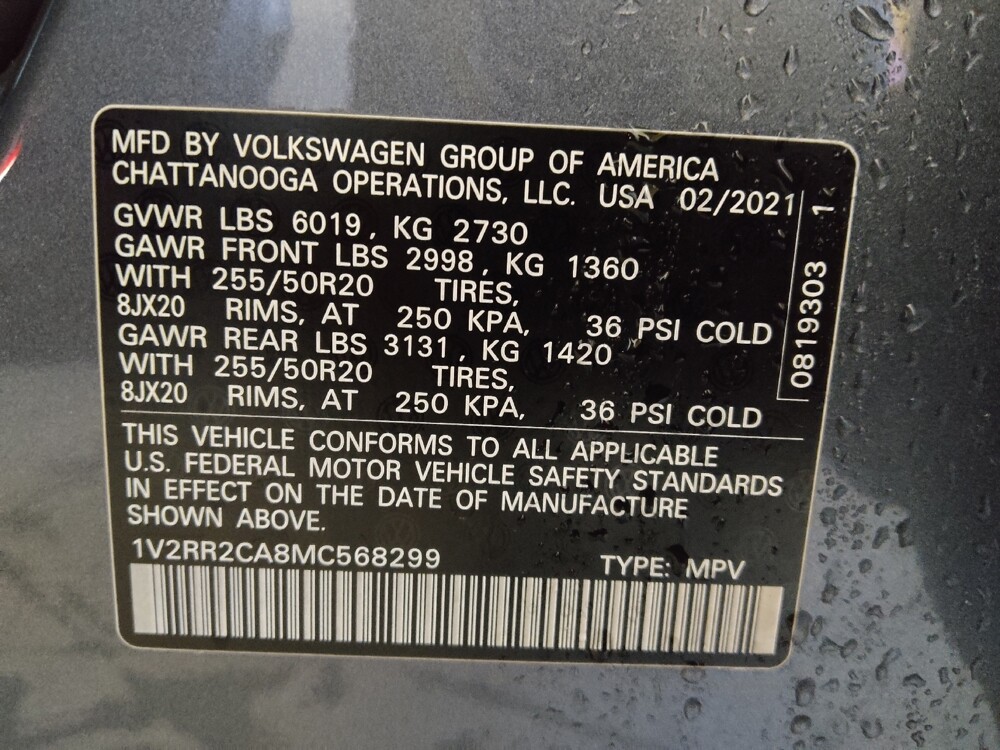 MFD BY VOLKSWAGEN GROUP OF AMERICA
CHATTANOOGA OPERATIONS, LLC. USA 02/2021
GVWR LBS 6019, KG 2730
GAWR FRONT LBS 2998, KG 1360
WITH 255/50R20 TIRES,
8JX20 RIMS, AT 250 KPA, 36 PSI COLD
GAWR REAR LBS 3131, KG 1420
WITH 255/50R20 TIRES,
8JX20 RIMS, AT 250 KPA, 36 PSI COLD
0819303 1
THIS VEHICLE CONFORMS TO ALL APPLICABLE
U.S. FEDERAL MOTOR VEHICLE SAFETY STANDARDS
IN EFFECT ON THE DATE OF MANUFACTURE
SHOWN ABOVE.
1V2RR2CA8MC568299 TYPE: MPV